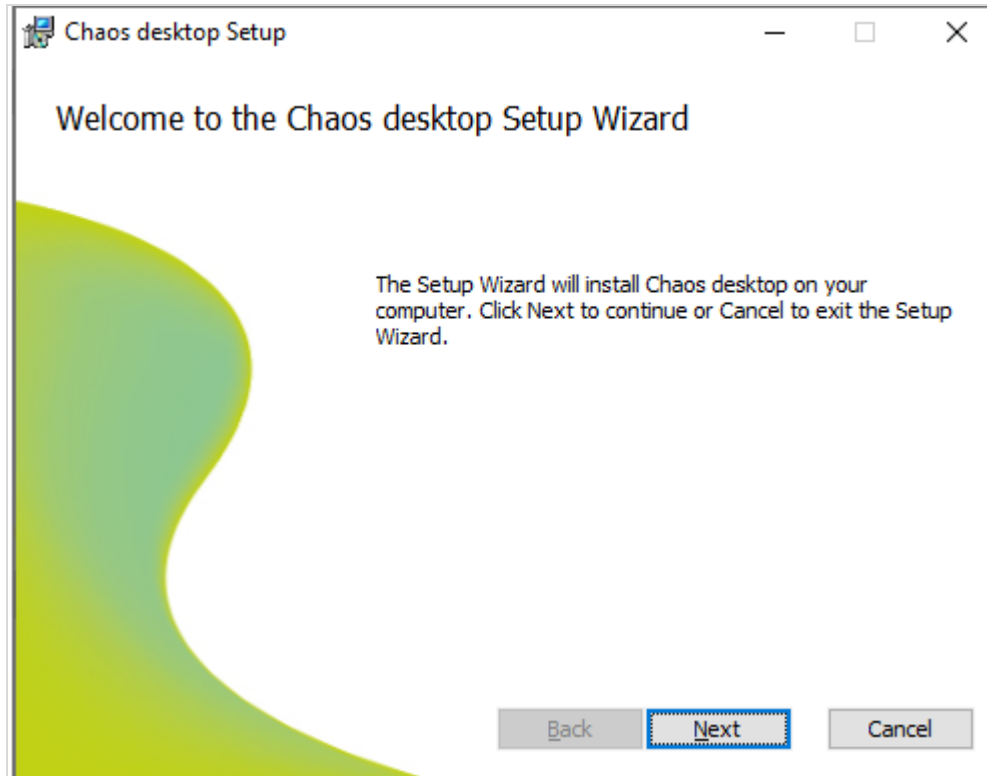 Chaos desktop Setup
Welcome to the Chaos desktop Setup Wizard
The Setup Wizard will install Chaos desktop on your
computer. Click Next to continue or Cancel to exit the Setup
Wizard.
Back Next Cancel